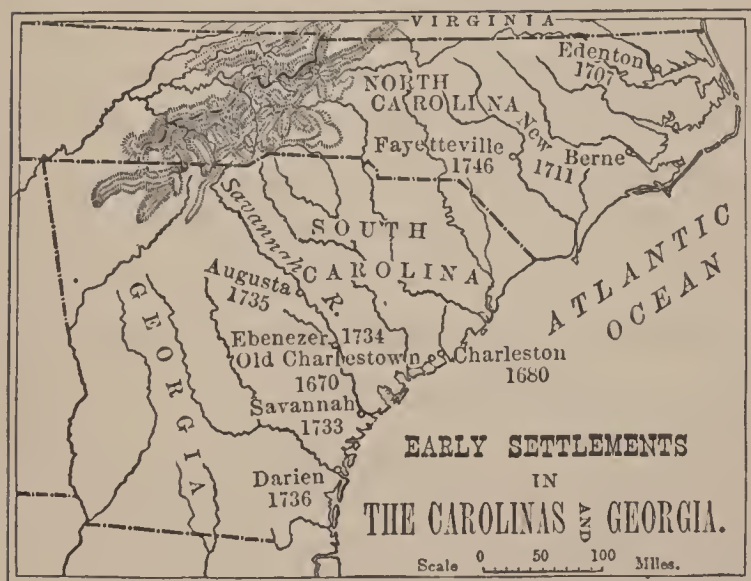 VIRGINIA
Edenton
1707
NORTH
CAROLINA
New Berne
1711
Fayetteville
1746
SOUTH
CAROLINA
Savannah R.
Augusta
1735
GEORGIA
Ebenezer 1734
Old Charlestown
1670
Charleston
1680
Savannah
1733
Darien
1736
ATLANTIC
OCEAN
EARLY SETTLEMENTS
IN
THE CAROLINAS AND GEORGIA.
Scale 0 50 100 Miles.